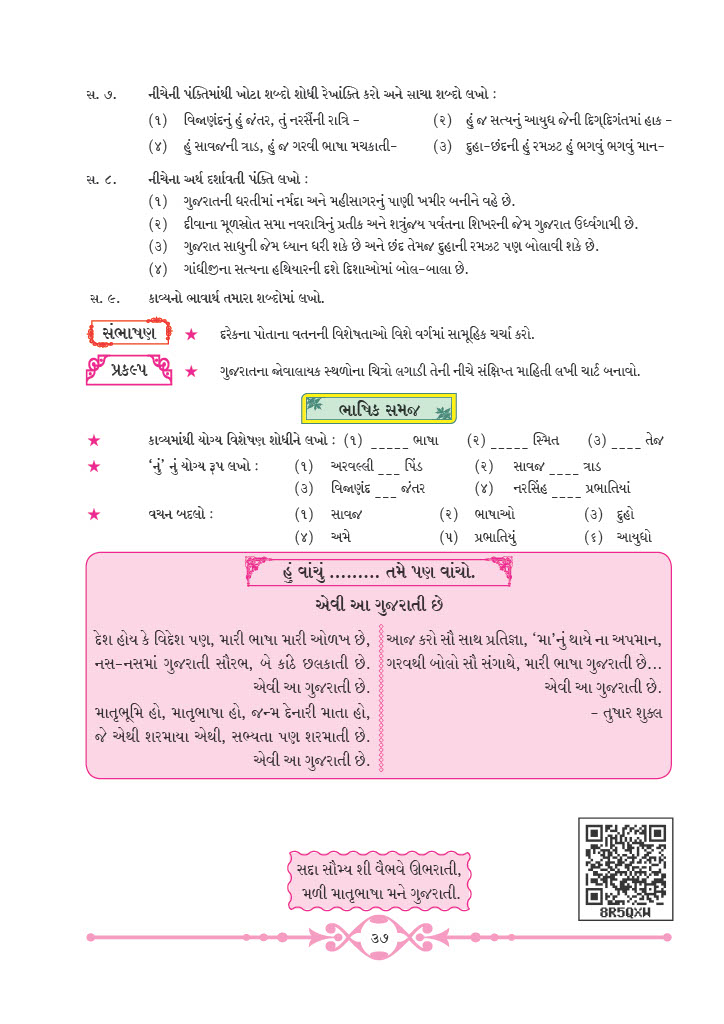 સ. ૭. નીચેની પંક્તિમાંથી ખોટા શબ્દો શોધી રેખાંકિત કરો અને સાચા શબ્દો લખો :
(૧) વિજાણંદનું હું જંતર, તું નરસૈંની રાત્રિ - (૨) હું જ સત્યનું આયુધ જેની દિગ્દિગંતમાં હાક -
(૪) હું સાવજની ત્રાડ, હું જ ગરવી ભાષા મચકાતી- (૩) દુહા-છંદની હું રમઝટ હું ભગવું ભગવું માન-
સ. ૮. નીચેના અર્થ દર્શાવતી પંક્તિ લખો :
(૧) ગુજરાતની ધરતીમાં નર્મદા અને મહીસાગરનું પાણી ખમીર બનીને વહે છે.
(૨) દીવાના મૂળસ્રોત સમા નવરાત્રિનું પ્રતીક અને શત્રુંજય પર્વતના શિખરની જેમ ગુજરાત ઉર્ધ્વગામી છે.
(૩) ગુજરાત સાધુની જેમ ધ્યાન ધરી શકે છે અને છંદ તેમજ દુહાની રમઝટ પણ બોલાવી શકે છે.
(૪) ગાંધીજીના સત્યના હથિયારની દશે દિશાઓમાં બોલ-બાલા છે.
સ. ૯. કાવ્યનો ભાવાર્થ તમારા શબ્દોમાં લખો.
સંભાષણ ★ દરેકના પોતાના વતનની વિશેષતાઓ વિશે વર્ગમાં સામૂહિક ચર્ચા કરો.
પ્રકલ્પ ★ ગુજરાતના જોવાલાયક સ્થળોના ચિત્રો લગાડી તેની નીચે સંક્ષિપ્ત માહિતી લખી ચાર્ટ બનાવો.
ભાષિક સમજ
★ કાવ્યમાંથી યોગ્ય વિશેષણ શોધીને લખો : (૧) _____ ભાષા (૨) _____ સ્મિત (૩) ____ તેજ
★ ‘નું’ નું યોગ્ય રૂપ લખો : (૧) અરવલ્લી ___ પિંડ (૨) સાવજ ____ ત્રાડ
(૩) વિજાણંદ ___ જંતર (૪) નરસિંહ ____ પ્રભાતિયાં
★ વચન બદલો : (૧) સાવજ (૨) ભાષાઓ (૩) દુહો
(૪) અમે (૫) પ્રભાતિયું (૬) આયુધો
હું વાંચું ......... તમે પણ વાંચો.
એવી આ ગુજરાતી છે
દેશ હોય કે વિદેશ પણ, મારી ભાષા મારી ઓળખ છે,
નસ-નસમાં ગુજરાતી સૌરભ, બે કાંઠે છલકાતી છે.
એવી આ ગુજરાતી છે.
માતૃભૂમિ હો, માતૃભાષા હો, જન્મ દેનારી માતા હો,
જે એથી શરમાયા એથી, સભ્યતા પણ શરમાતી છે.
એવી આ ગુજરાતી છે.
આજ કરો સૌ સાથ પ્રતિજ્ઞા, ‘મા’નું થાયે ના અપમાન,
ગરવથી બોલો સૌ સંગાથે, મારી ભાષા ગુજરાતી છે...
એવી આ ગુજરાતી છે.
- તુષાર શુક્લ
સદા સૌમ્ય શી વૈભવે ઊભરાતી,
મળી માતૃભાષા મને ગુજરાતી.
8R5QXW
૩૭